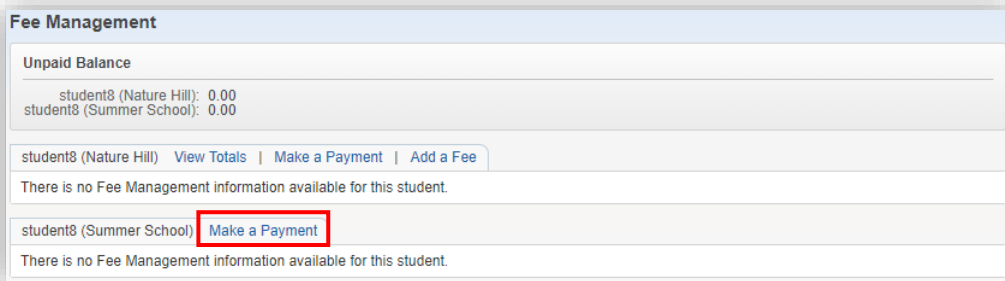 Fee Management
Unpaid Balance
student8 (Nature Hill): 0.00
student8 (Summer School): 0.00
student8 (Nature Hill) View Totals | Make a Payment | Add a Fee
There is no Fee Management information available for this student.
student8 (Summer School) Make a Payment
There is no Fee Management information available for this student.